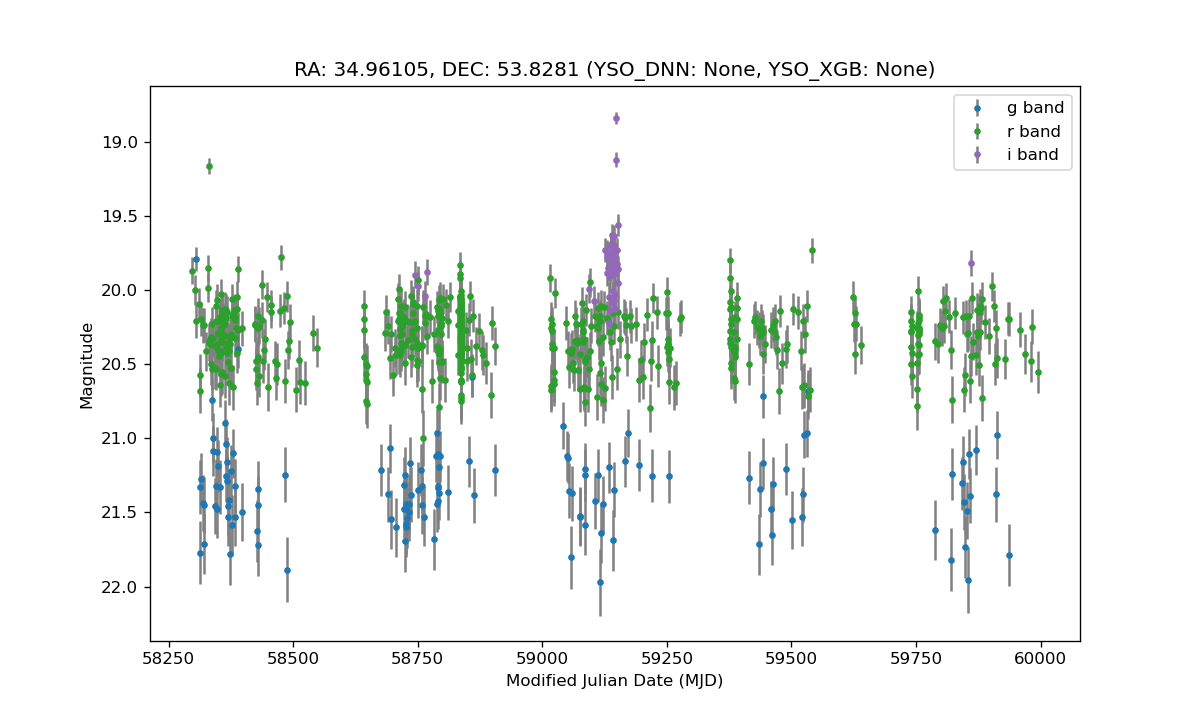 RA: 34.96105, DEC: 53.8281 (YSO_DNN: None, YSO_XGB: None)
g band
r band
i band
19.0
19.5
20.0
20.5
21.0
21.5
22.0
Magnitude
58250 58500 58750 59000 59250 59500 59750 60000
Modified Julian Date (MJD)